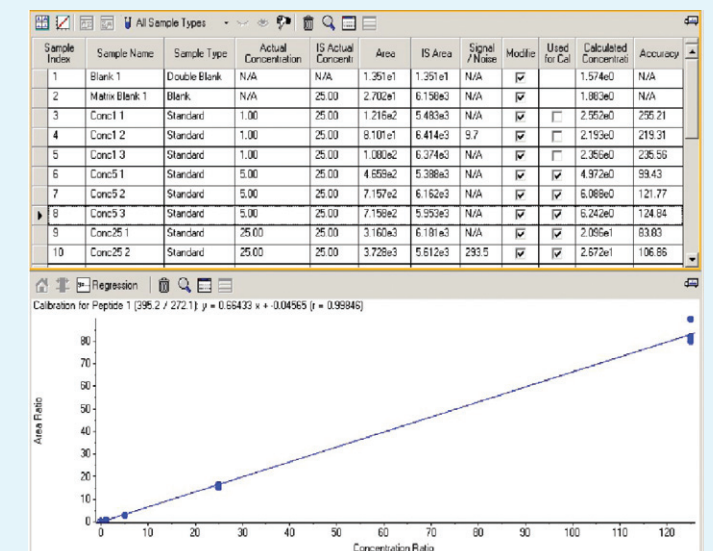 All Sample Types
Sample Index Sample Name Sample Type Actual Concentration IS Actual Concentri Area IS Area Signal / Noise Modifie Used for Cal Calculated Concentrati Accuracy
1 Blank 1 Double Blank N/A N/A 1.351e1 1.351e1 N/A 1.574e0 N/A
2 Matrix Blank 1 Blank N/A 25.00 2.702e1 6.158e3 N/A 1.883e0 N/A
3 Conc1 1 Standard 1.00 25.00 1.216e2 5.483e3 N/A 2.552e0 255.21
4 Conc1 2 Standard 1.00 25.00 8.101e1 6.414e3 9.7 2.193e0 219.31
5 Conc1 3 Standard 1.00 25.00 1.080e2 6.374e3 N/A 2.356e0 235.56
6 Conc5 1 Standard 5.00 25.00 4.659e2 5.388e3 N/A 4.972e0 99.43
7 Conc5 2 Standard 5.00 25.00 7.157e2 6.162e3 N/A 6.088e0 121.77
8 Conc5 3 Standard 5.00 25.00 7.158e2 5.953e3 N/A 6.242e0 124.84
9 Conc25 1 Standard 25.00 25.00 3.160e3 6.181e3 N/A 2.096e1 83.83
10 Conc25 2 Standard 25.00 25.00 3.728e3 5.612e3 293.5 2.672e1 106.86
Regression
Calibration for Peptide 1 (395.2 / 272.1): y = 0.66433 x + -0.04565 (r = 0.99846)
80
70
60
50
40
30
20
10
0
Area Ratio
0 10 20 30 40 50 60 70 80 90 100 110 120
Concentration Ratio